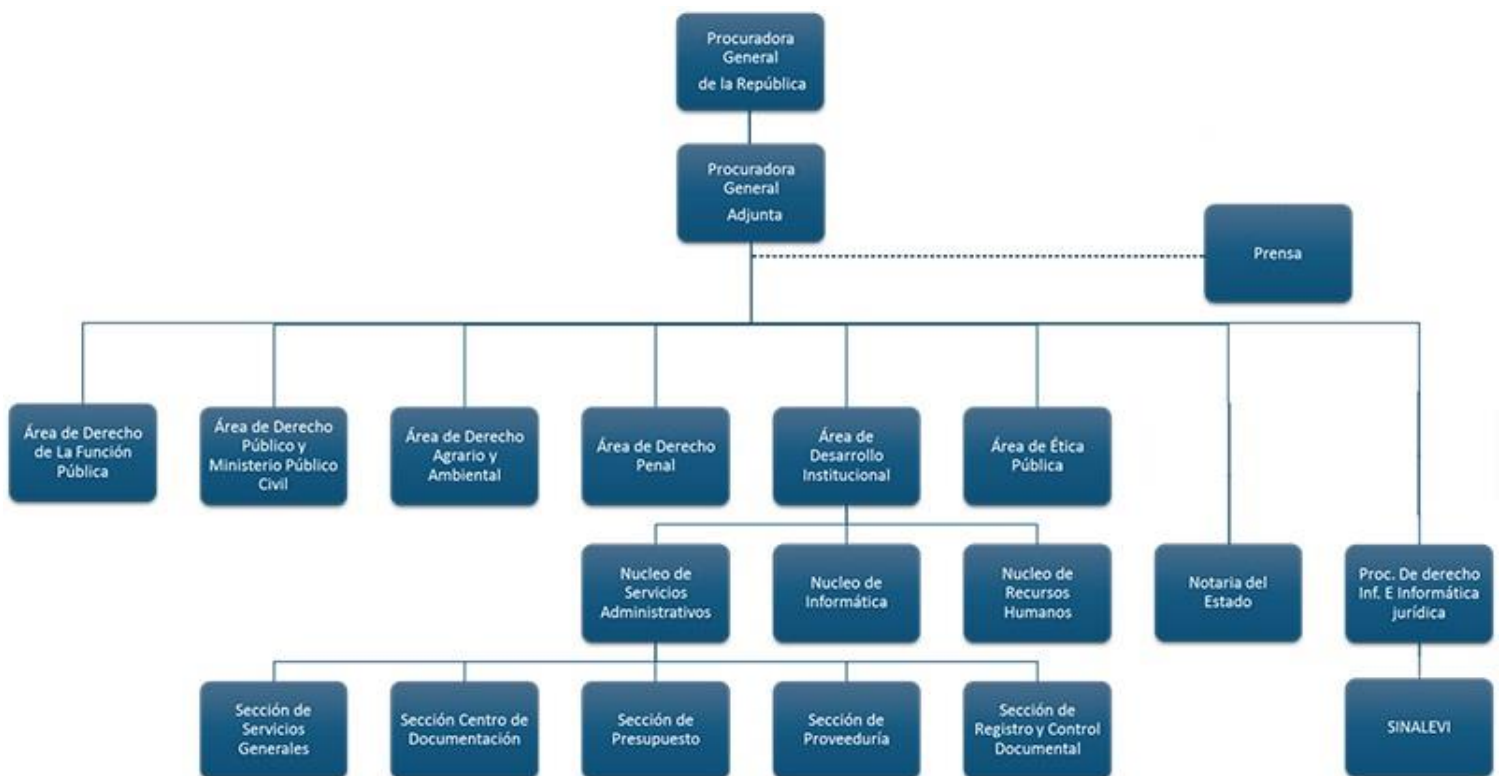 Procuradora
General
de la República
Procuradora
General
Adjunta
Prensa
Área de Derecho
de La Función
Pública
Área de Derecho
Público y
Ministerio Público
Civil
Área de Derecho
Agrario y
Ambiental
Área de Derecho
Penal
Área de
Desarrollo
Institucional
Área de Ética
Pública
Nucleo de
Servicios
Administrativos
Nucleo de
Informática
Nucleo de
Recursos
Humanos
Notaria del
Estado
Proc. De derecho
Inf. E Informática
jurídica
Sección de
Servicios
Generales
Sección Centro de
Documentación
Sección de
Presupuesto
Sección de
Proveeduría
Sección de
Registro y Control
Documental
SINALEVI